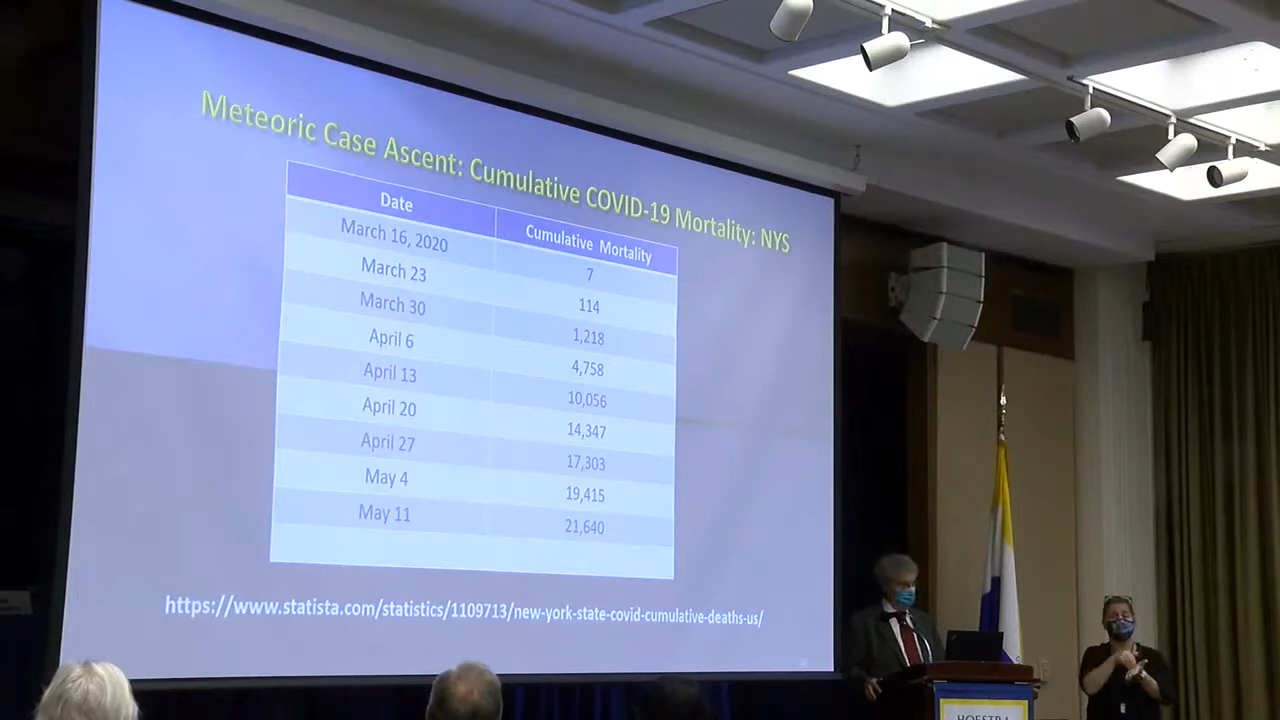 Meteoric Case Ascent: Cumulative COVID-19 Mortality: NYS
Date Cumulative Mortality
March 16, 2020 7
March 23 114
March 30 1,218
April 6 4,758
April 13 10,056
April 20 14,347
April 27 17,303
May 4 19,415
May 11 21,640
https://www.statista.com/statistics/1109713/new-york-state-covid-cumulative-deaths-us/
HOFSTRA